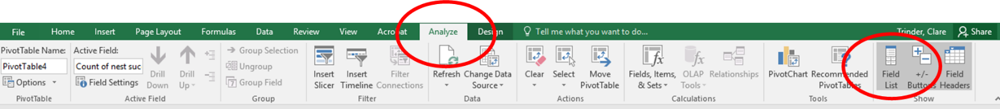 File Home Insert Page Layout Formulas Data Review View Acrobat Analyze Design Tell me what you want to do... Trinder, Clare Share
PivotTable Name:
PivotTable4
Options
PivotTable
Active Field:
Count of nest suc
Field Settings
Drill Down
Drill Up
Active Field
Group Selection
Ungroup
Group Field
Group
Insert Slicer
Insert Timeline
Filter Connections
Filter
Refresh
Change Data Source
Data
Clear
Select
Move PivotTable
Actions
Fields, Items, & Sets
OLAP Tools
Relationships
Calculations
PivotChart
Recommended PivotTables
Tools
Field List
+/- Buttons
Field Headers
Show